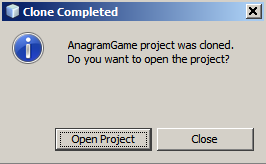 Clone Completed
AnagramGame project was cloned.
Do you want to open the project?
Open Project
Close